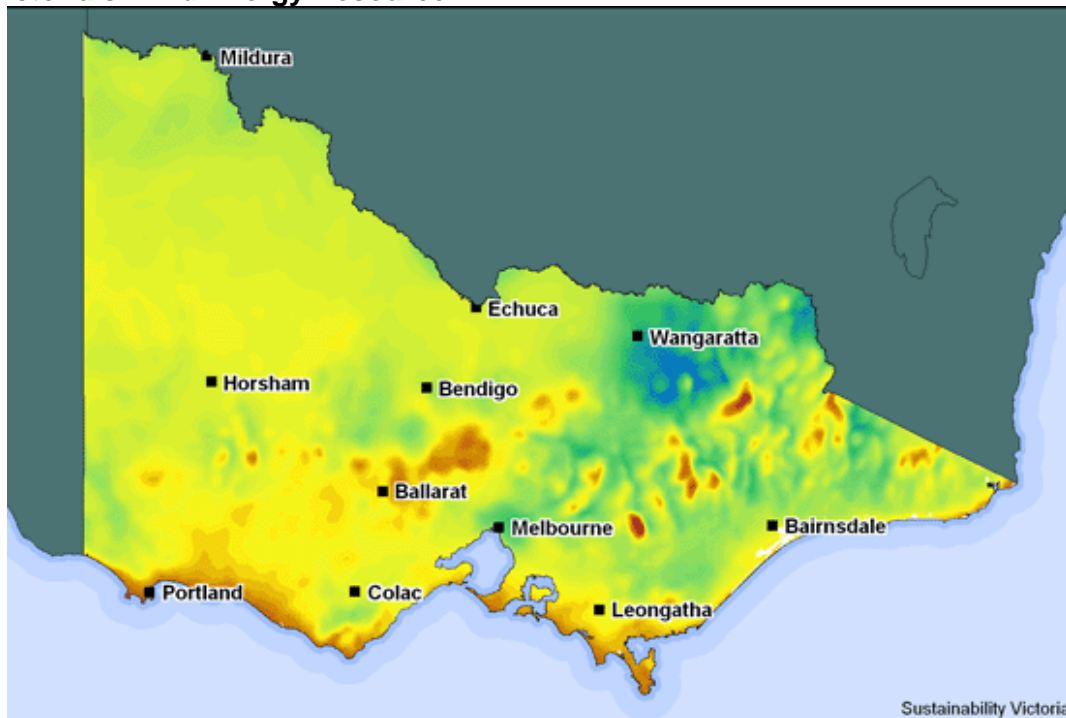 Mildura
Echuca
Wangaratta
Horsham
Bendigo
Ballarat
Melbourne
Bairnsdale
Portland
Colac
Leongatha
Sustainability Victoria